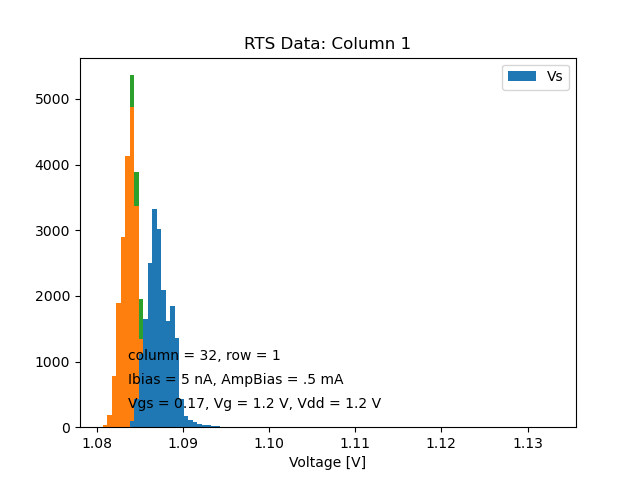 RTS Data: Column 1
Vs
5000
4000
3000
2000
1000
0
column = 32, row = 1
Ibias = 5 nA, AmpBias = .5 mA
Vgs = 0.17, Vg = 1.2 V, Vdd = 1.2 V
1.08 1.09 1.10 1.11 1.12 1.13
Voltage [V]